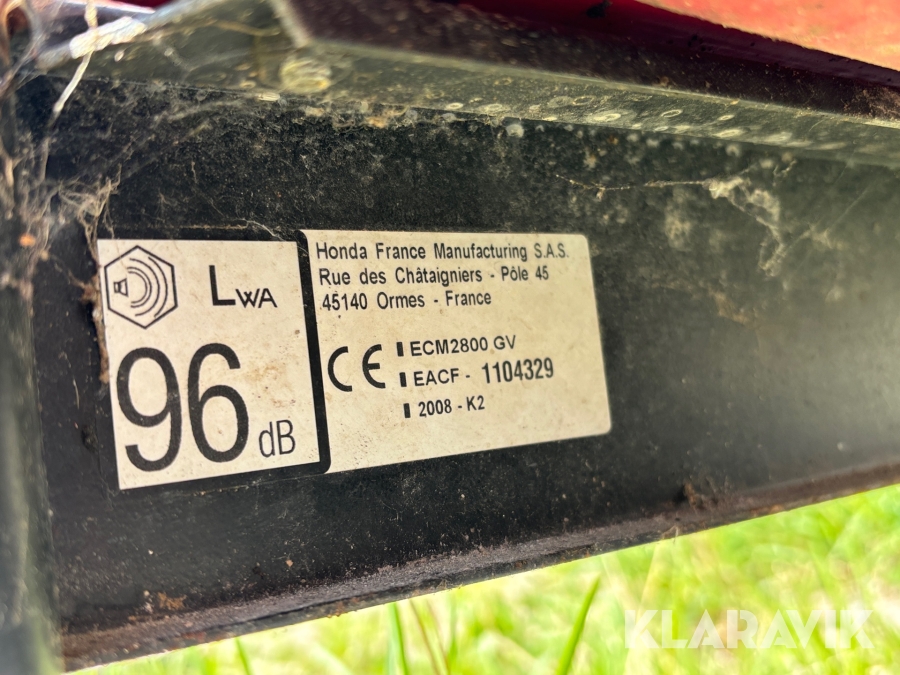 LWA
96 dB
Honda France Manufacturing S.A.S.
Rue des Châtaigniers - Pôle 45
45140 Ormes - France
CE
ECM2800 GV
EACF - 1104329
2008 - K2
KLARAVIK